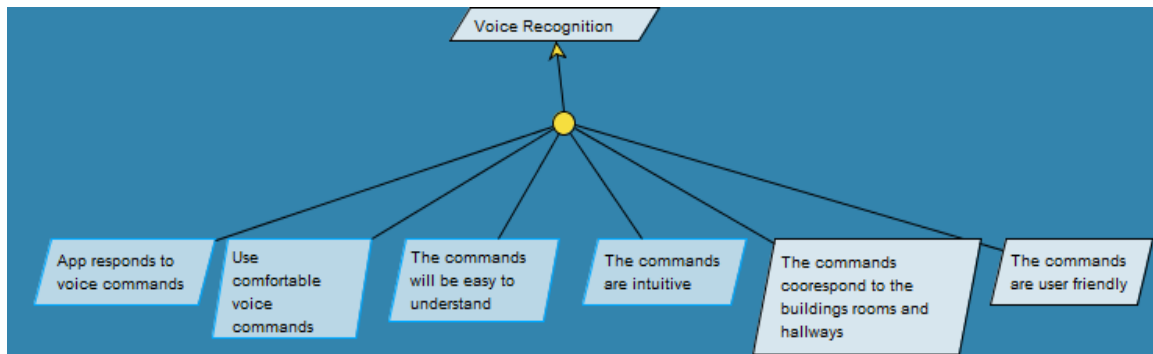 Voice Recognition
App responds to
voice commands
Use
comfortable
voice
commands
The commands
will be easy to
understand
The commands
are intuitive
The commands
coorespond to the
buildings rooms and
hallways
The commands
are user friendly